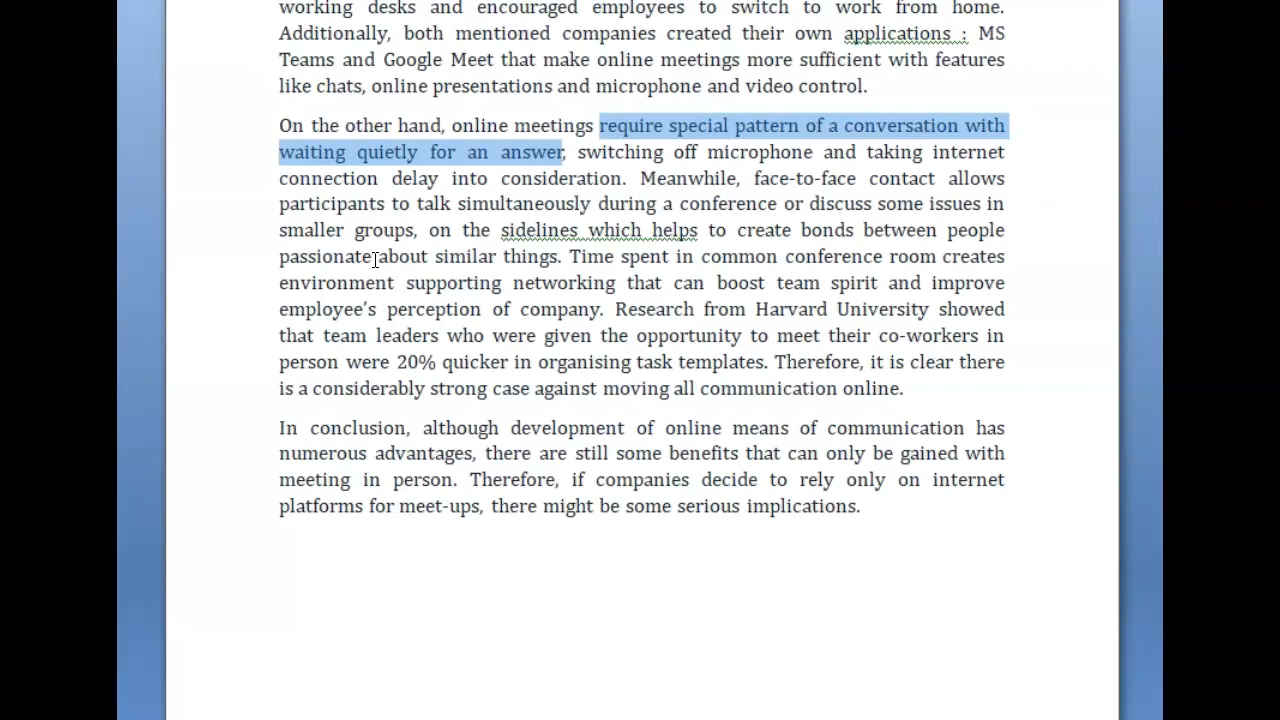 working desks and encouraged employees to switch to work from home.
Additionally, both mentioned companies created their own applications : MS
Teams and Google Meet that make online meetings more sufficient with features
like chats, online presentations and microphone and video control.
On the other hand, online meetings require special pattern of a conversation with
waiting quietly for an answer, switching off microphone and taking internet
connection delay into consideration. Meanwhile, face-to-face contact allows
participants to talk simultaneously during a conference or discuss some issues in
smaller groups, on the sidelines which helps to create bonds between people
passionate about similar things. Time spent in common conference room creates
environment supporting networking that can boost team spirit and improve
employee’s perception of company. Research from Harvard University showed
that team leaders who were given the opportunity to meet their co-workers in
person were 20% quicker in organising task templates. Therefore, it is clear there
is a considerably strong case against moving all communication online.
In conclusion, although development of online means of communication has
numerous advantages, there are still some benefits that can only be gained with
meeting in person. Therefore, if companies decide to rely only on internet
platforms for meet-ups, there might be some serious implications.